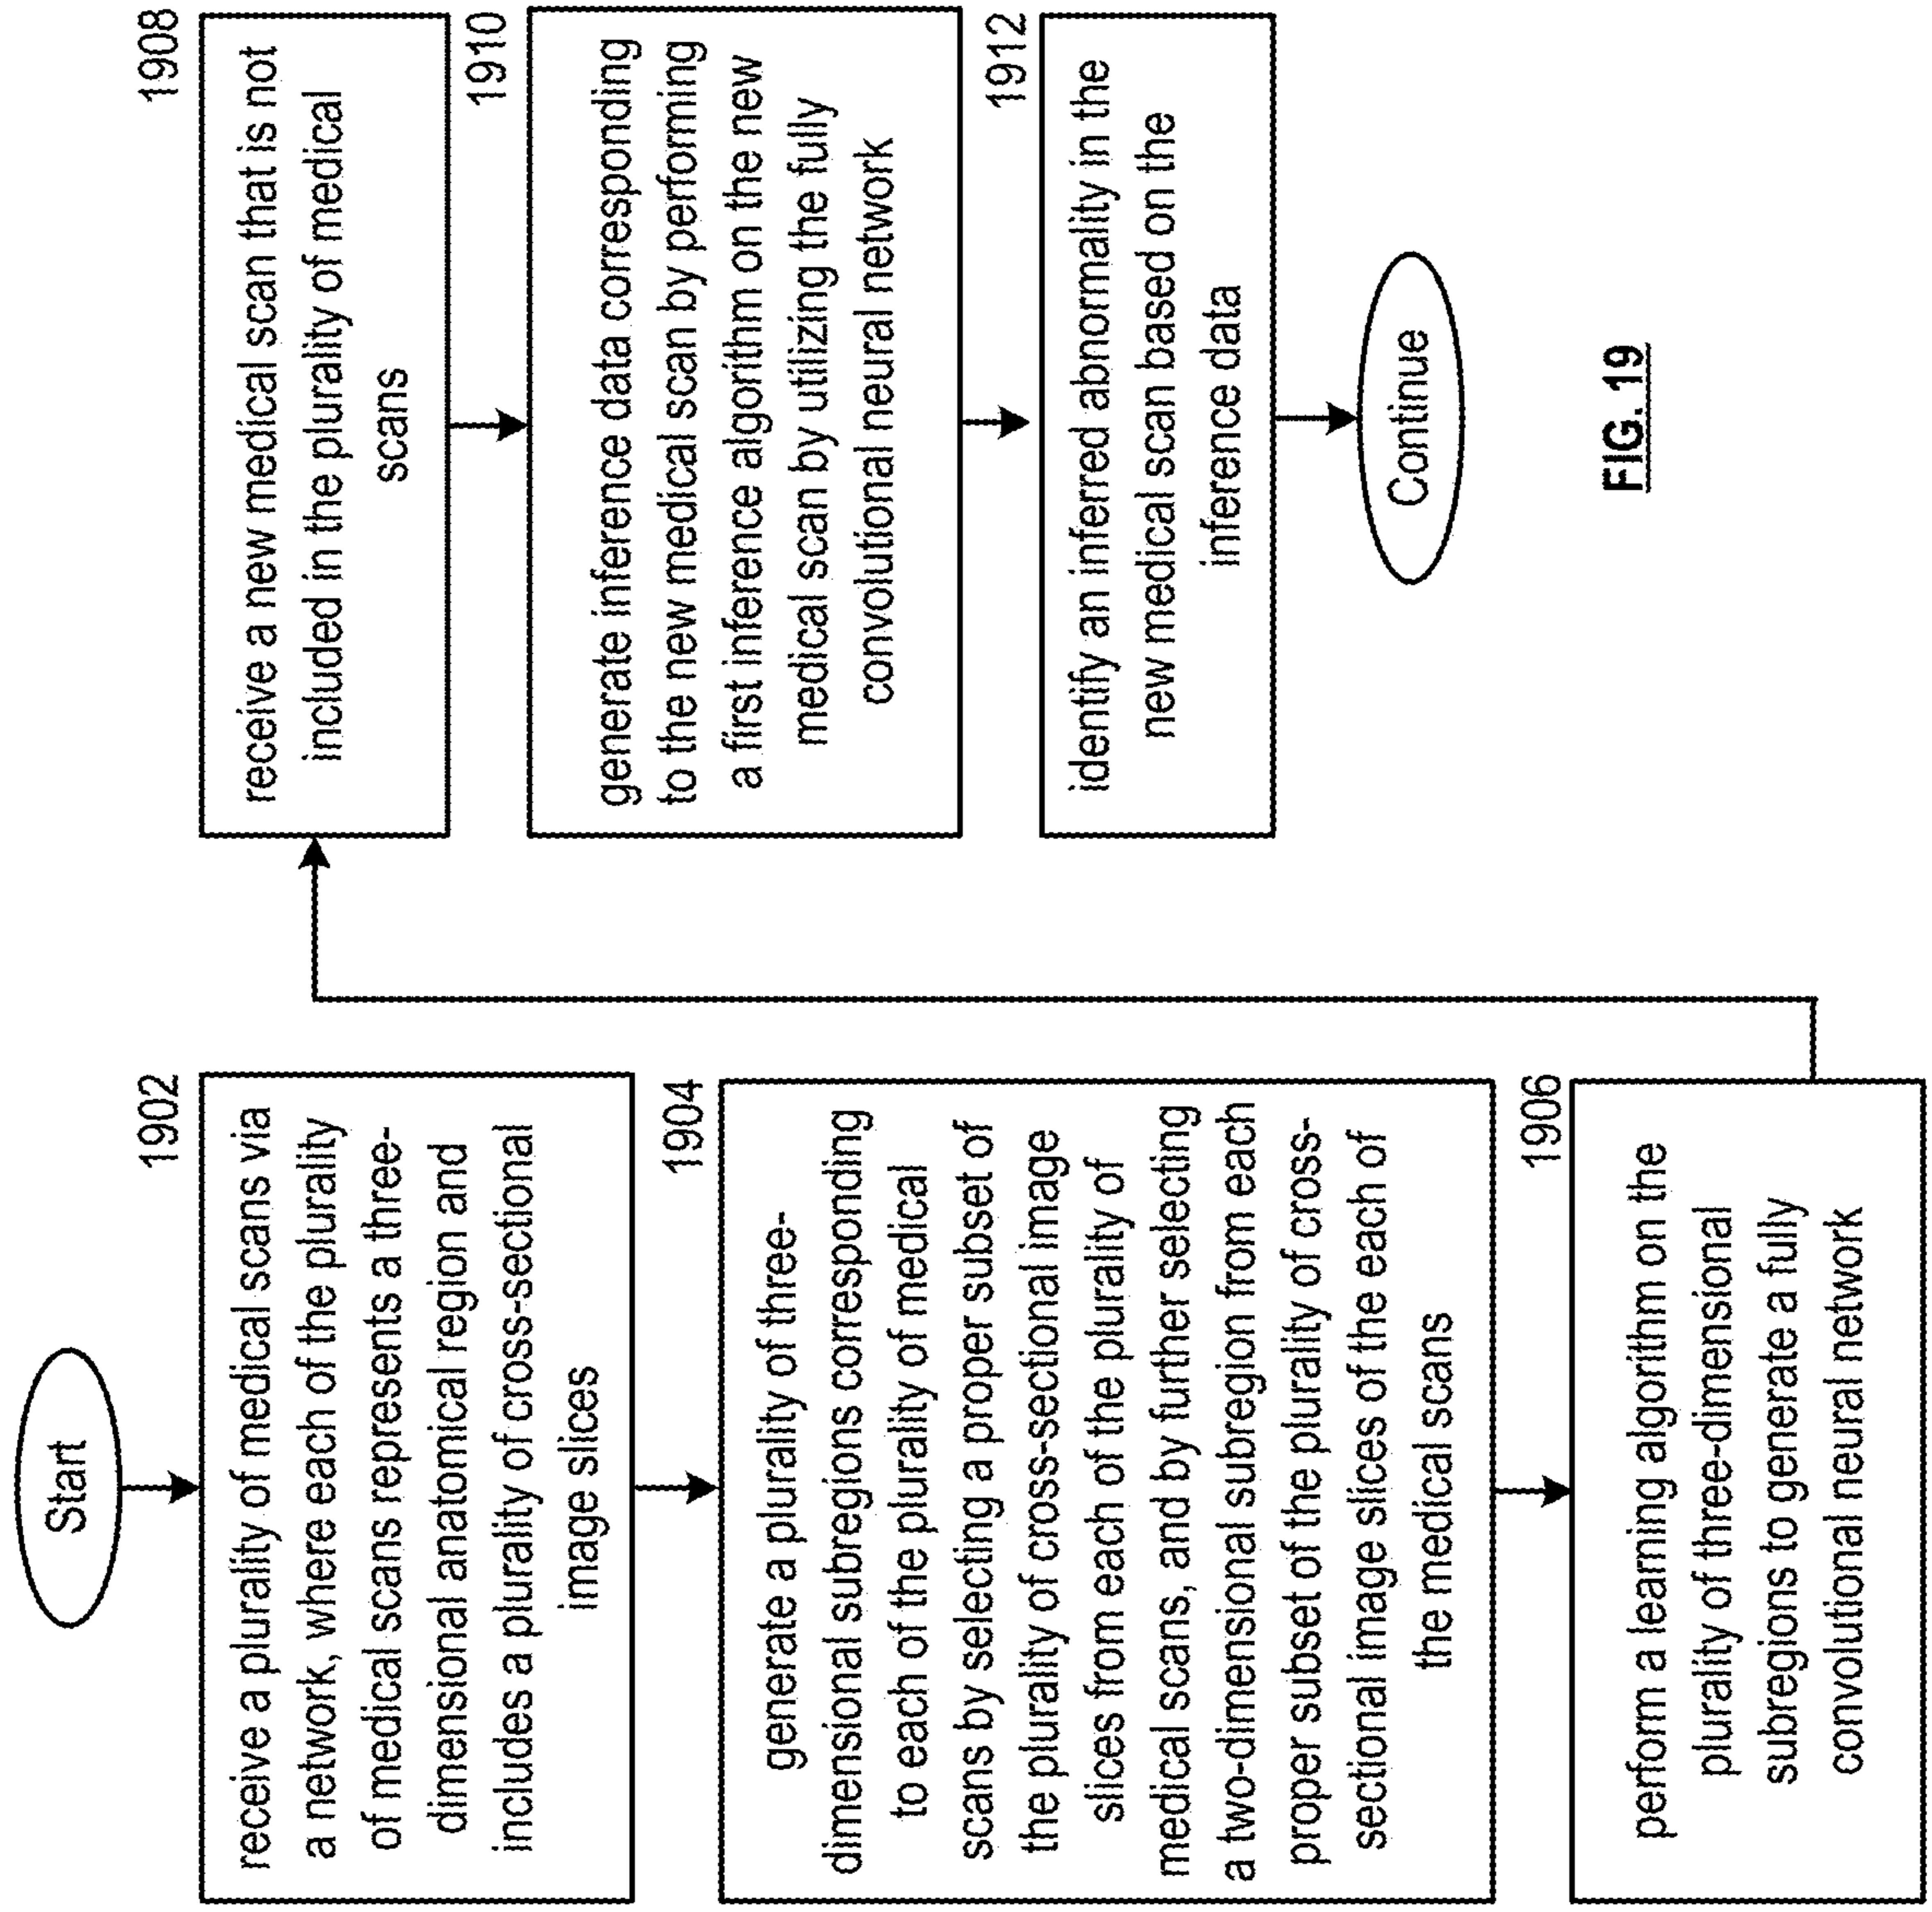 Start
1902
receive a plurality of medical scans via
a network, where each of the plurality
of medical scans represents a three-
dimensional anatomical region and
includes a plurality of cross-sectional
image slices
1904
generate a plurality of three-
dimensional subregions corresponding
to each of the plurality of medical
scans by selecting a proper subset of
the plurality of cross-sectional image
slices from each of the plurality of
medical scans, and by further selecting
a two-dimensional subregion from each
proper subset of the plurality of cross-
sectional image slices of the each of
the medical scans
1906
perform a learning algorithm on the
plurality of three-dimensional
subregions to generate a fully
convolutional neural network
1908
receive a new medical scan that is not
included in the plurality of medical
scans
1910
generate inference data corresponding
to the new medical scan by performing
a first inference algorithm on the new
medical scan by utilizing the fully
convolutional neural network
1912
identify an inferred abnormality in the
new medical scan based on the
inference data
Continue
FIG. 19